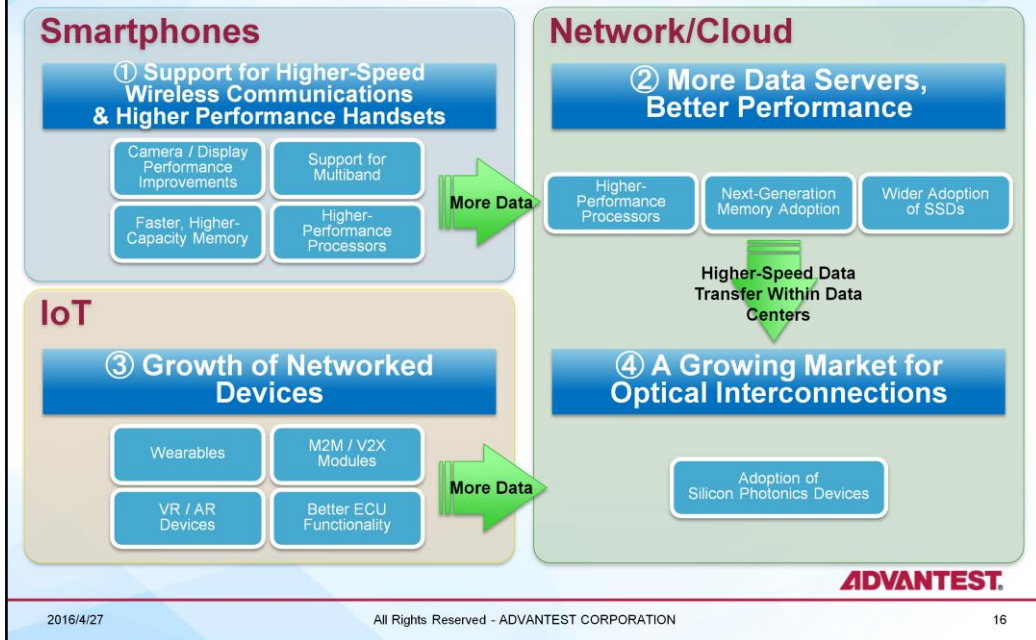 Smartphones
① Support for Higher-Speed
Wireless Communications
& Higher Performance Handsets
Camera / Display
Performance
Improvements
Support for
Multiband
Faster, Higher-
Capacity Memory
Higher-
Performance
Processors
More Data
Network/Cloud
② More Data Servers,
Better Performance
Higher-
Performance
Processors
Next-Generation
Memory Adoption
Wider Adoption
of SSDs
Higher-Speed Data
Transfer Within Data
Centers
IoT
③ Growth of Networked
Devices
Wearables
M2M / V2X
Modules
VR / AR
Devices
Better ECU
Functionality
More Data
④ A Growing Market for
Optical Interconnections
Adoption of
Silicon Photonics Devices
ADVANTEST®
2016/4/27
All Rights Reserved - ADVANTEST CORPORATION
16